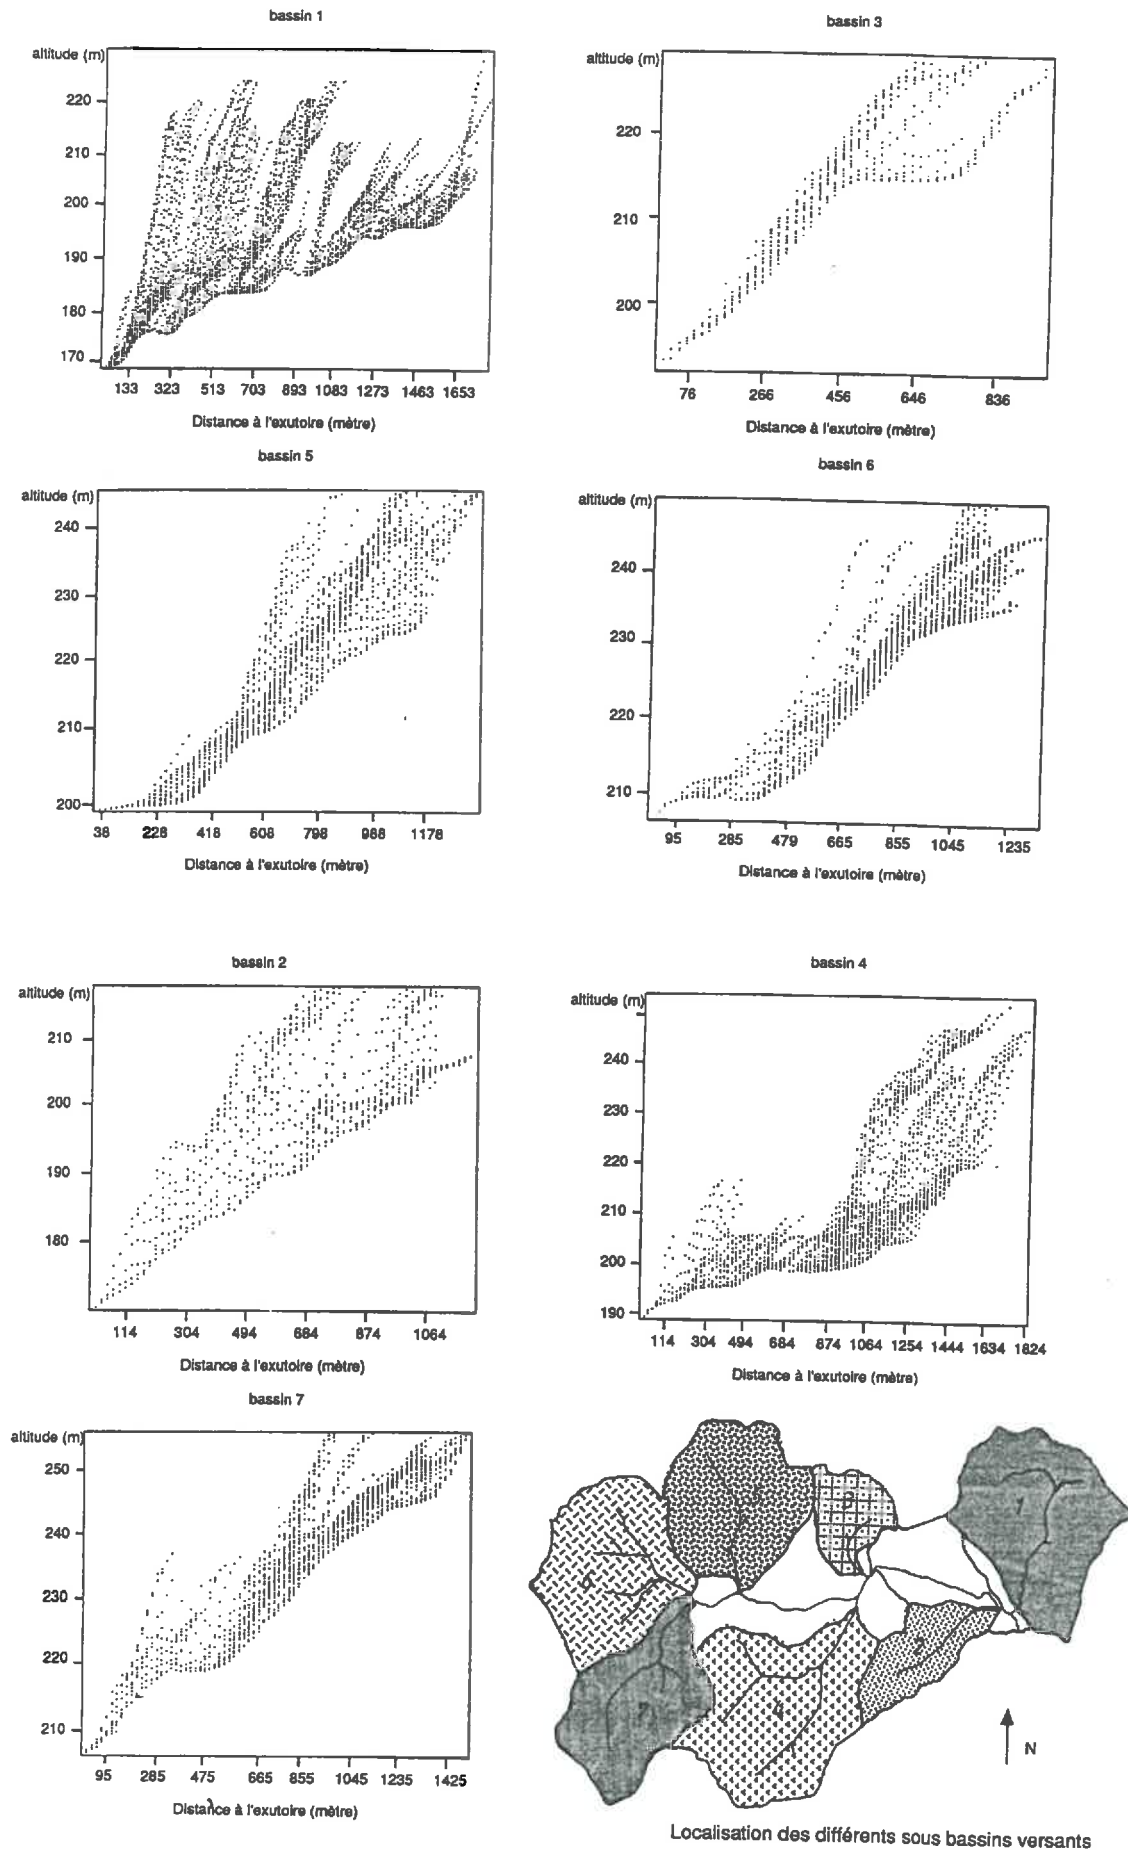 bassin 1
altitude (m)
220
210
200
190
180
170
133 323 513 703 893 1083 1273 1463 1653
Distance à l'exutoire (mètre)
bassin 3
altitude (m)
220
210
200
76 266 456 646 836
Distance à l'exutoire (mètre)
bassin 5
altitude (m)
240
230
220
210
200
38 228 418 608 798 988 1178
Distance à l'exutoire (mètre)
bassin 6
altitude (m)
240
230
220
210
95 285 479 665 855 1045 1235
Distance à l'exutoire (mètre)
bassin 2
altitude (m)
210
200
190
180
114 304 494 684 874 1064
Distance à l'exutoire (mètre)
bassin 4
altitude (m)
240
230
220
210
200
190
114 304 494 684 874 1064 1254 1444 1634 1824
Distance à l'exutoire (mètre)
bassin 7
altitude (m)
250
240
230
220
210
95 285 475 665 855 1045 1235 1425
Distance à l'exutoire (mètre)
1
3
4
2
7
N
Localisation des différents sous bassins versants